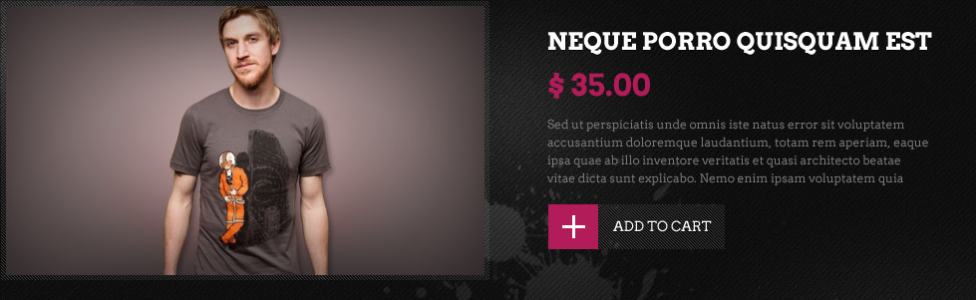 NEQUE PORRO QUISQUAM EST
$ 35.00
Sed ut perspiciatis unde omnis iste natus error sit voluptatem
accusantium doloremque laudantium, totam rem aperiam, eaque
ipsa quae ab illo inventore veritatis et quasi architecto beatae
vitae dicta sunt explicabo. Nemo enim ipsam voluptatem quia
ADD TO CART